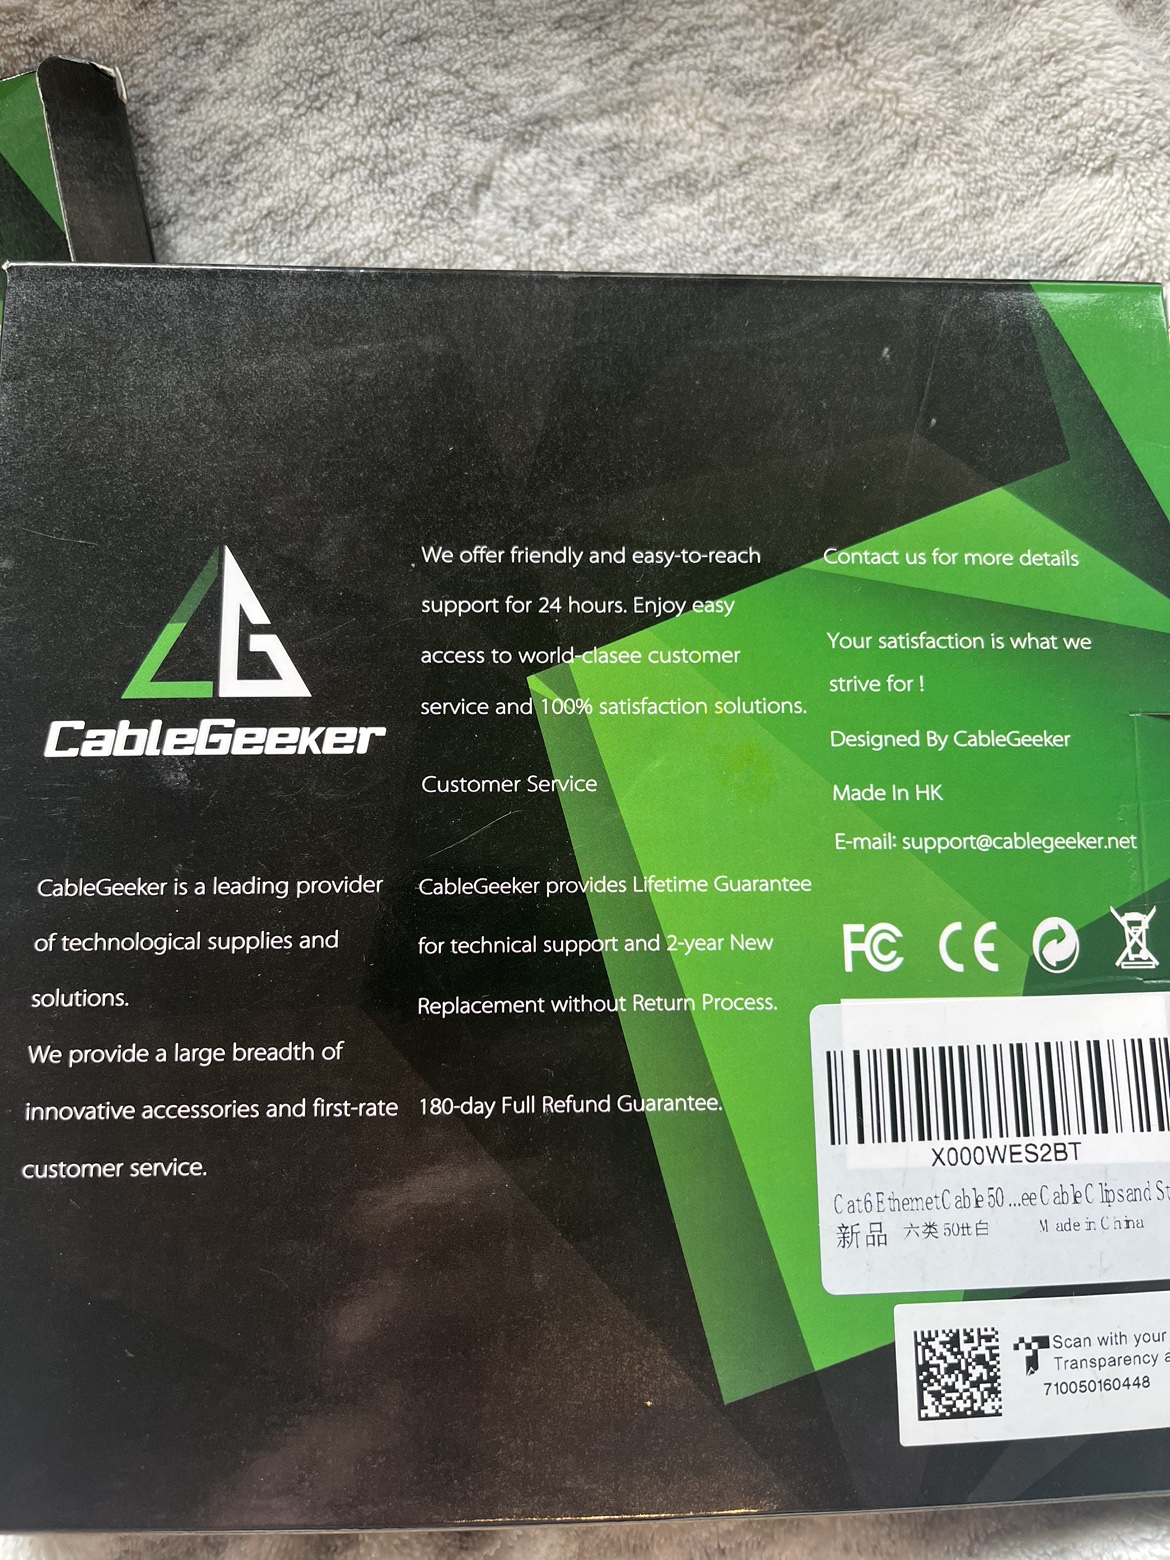 CableGeeker
CableGeeker is a leading provider
of technological supplies and
solutions.
We provide a large breadth of
innovative accessories and first-rate
customer service.
We offer friendly and easy-to-reach
support for 24 hours. Enjoy easy
access to world-clasee customer
service and 100% satisfaction solutions.
Customer Service
CableGeeker provides Lifetime Guarantee
for technical support and 2-year New
Replacement without Return Process.
180-day Full Refund Guarantee.
Contact us for more details
Your satisfaction is what we
strive for !
Designed By CableGeeker
Made In HK
E-mail: support@cablegeeker.net
FC CE
X000WES2BT
Cat6 Ethernet Cable 50 ...ee Cable Clips and St
新品 六类 50ft 白 Made in China
Scan with your
Transparency a
710050160448